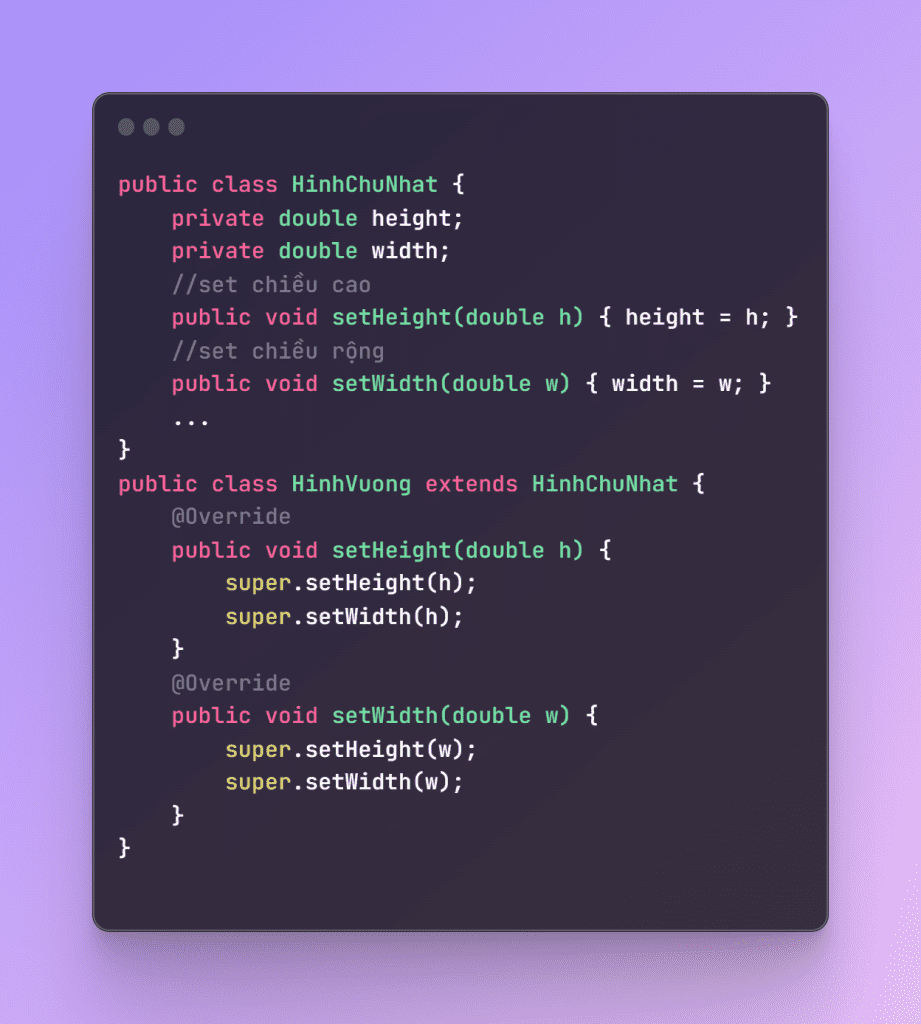 public class HinhChuNhat {
    private double height;
    private double width;
    //set chiều cao
    public void setHeight(double h) { height = h; }
    //set chiều rộng
    public void setWidth(double w) { width = w; }
    ...
}
public class HinhVuong extends HinhChuNhat {
    @Override
    public void setHeight(double h) {
        super.setHeight(h);
        super.setWidth(h);
    }
    @Override
    public void setWidth(double w) {
        super.setHeight(w);
        super.setWidth(w);
    }
}